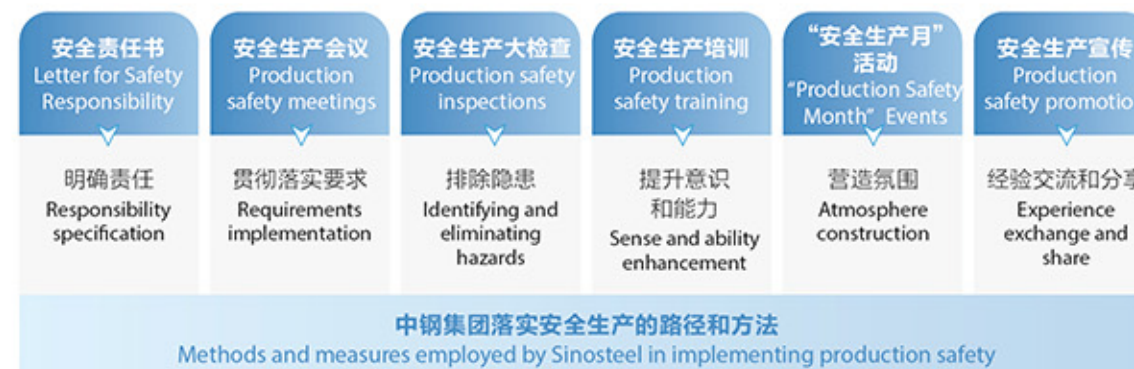 安全责任书
Letter for Safety
Responsibility
明确责任
Responsibility
specification
安全生产会议
Production
safety meetings
贯彻落实要求
Requirements
implementation
安全生产大检查
Production safety
inspections
排除隐患
Identifying and
eliminating
hazards
安全生产培训
Production
safety training
提升意识
和能力
Sense and ability
enhancement
“安全生产月”
活动
“Production Safety
Month” Events
营造氛围
Atmosphere
construction
安全生产宣传
Production
safety promotio
经验交流和分享
Experience
exchange and
share
中钢集团落实安全生产的路径和方法
Methods and measures employed by Sinosteel in implementing production safety